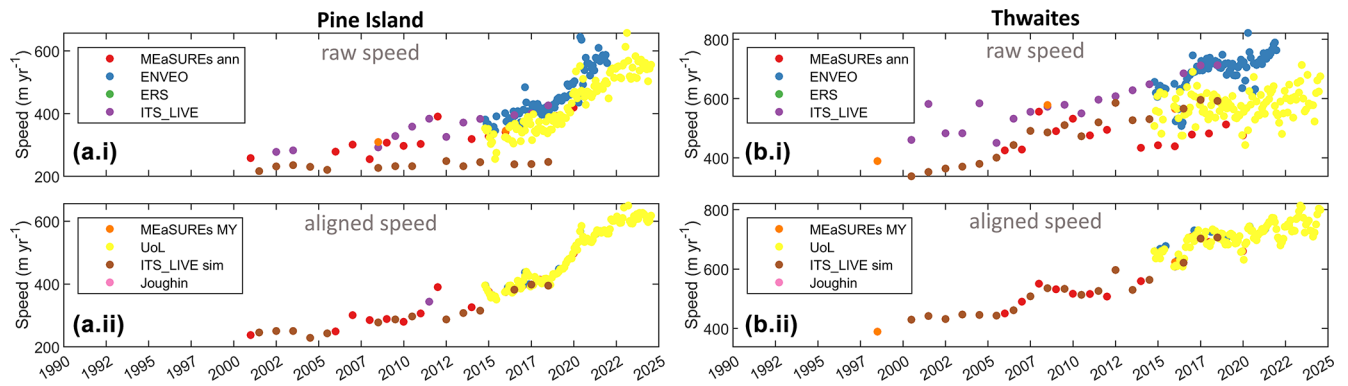 Pine Island
raw speed
Speed (m yr⁻¹)
600
400
200
MEaSUREs ann
ENVEO
ERS
ITS_LIVE
(a.i)
Thwaites
raw speed
Speed (m yr⁻¹)
800
600
400
MEaSUREs ann
ENVEO
ERS
ITS_LIVE
(b.i)
aligned speed
Speed (m yr⁻¹)
600
400
200
MEaSUREs MY
UoL
ITS_LIVE sim
Joughin
(a.ii)
1990 1992 1995 1997 2000 2002 2005 2007 2010 2012 2015 2017 2020 2022 2025
aligned speed
Speed (m yr⁻¹)
800
600
400
MEaSUREs MY
UoL
ITS_LIVE sim
Joughin
(b.ii)
1990 1992 1995 1997 2000 2002 2005 2007 2010 2012 2015 2017 2020 2022 2025